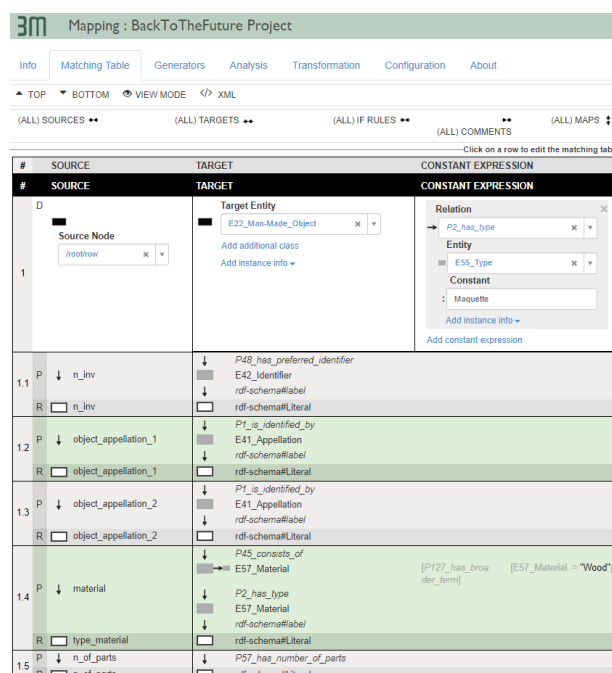 3M Mapping : BackToTheFuture Project
Info Matching Table Generators Analysis Transformation Configuration About
TOP BOTTOM VIEW MODE </> XML
(ALL) SOURCES (ALL) TARGETS (ALL) IF RULES (ALL) COMMENTS (ALL) MAPS
Click on a row to edit the matching tab
# SOURCE TARGET CONSTANT EXPRESSION
# SOURCE TARGET CONSTANT EXPRESSION
1
D
Source Node
/root/row
Target Entity
E22_Man-Made_Object
Add additional class
Add instance info
Relation
P2_has_type
Entity
E55_Type
Constant
: Maquette
Add instance info
Add constant expression
1.1
P n_inv P48_has_preferred_identifier
E42_Identifier
rdf-schema#label
R n_inv rdf-schema#Literal
1.2
P object_appellation_1 P1_is_identified_by
E41_Appellation
rdf-schema#label
R object_appellation_1 rdf-schema#Literal
1.3
P object_appellation_2 P1_is_identified_by
E41_Appellation
rdf-schema#label
R object_appellation_2 rdf-schema#Literal
1.4
P material P45_consists_of
E57_Material [P127_has_broa [E57_Material = "Wood"]
der_term]
P2_has_type
E57_Material
rdf-schema#label
R type_material rdf-schema#Literal
1.5
P n_of_parts P57_has_number_of_parts